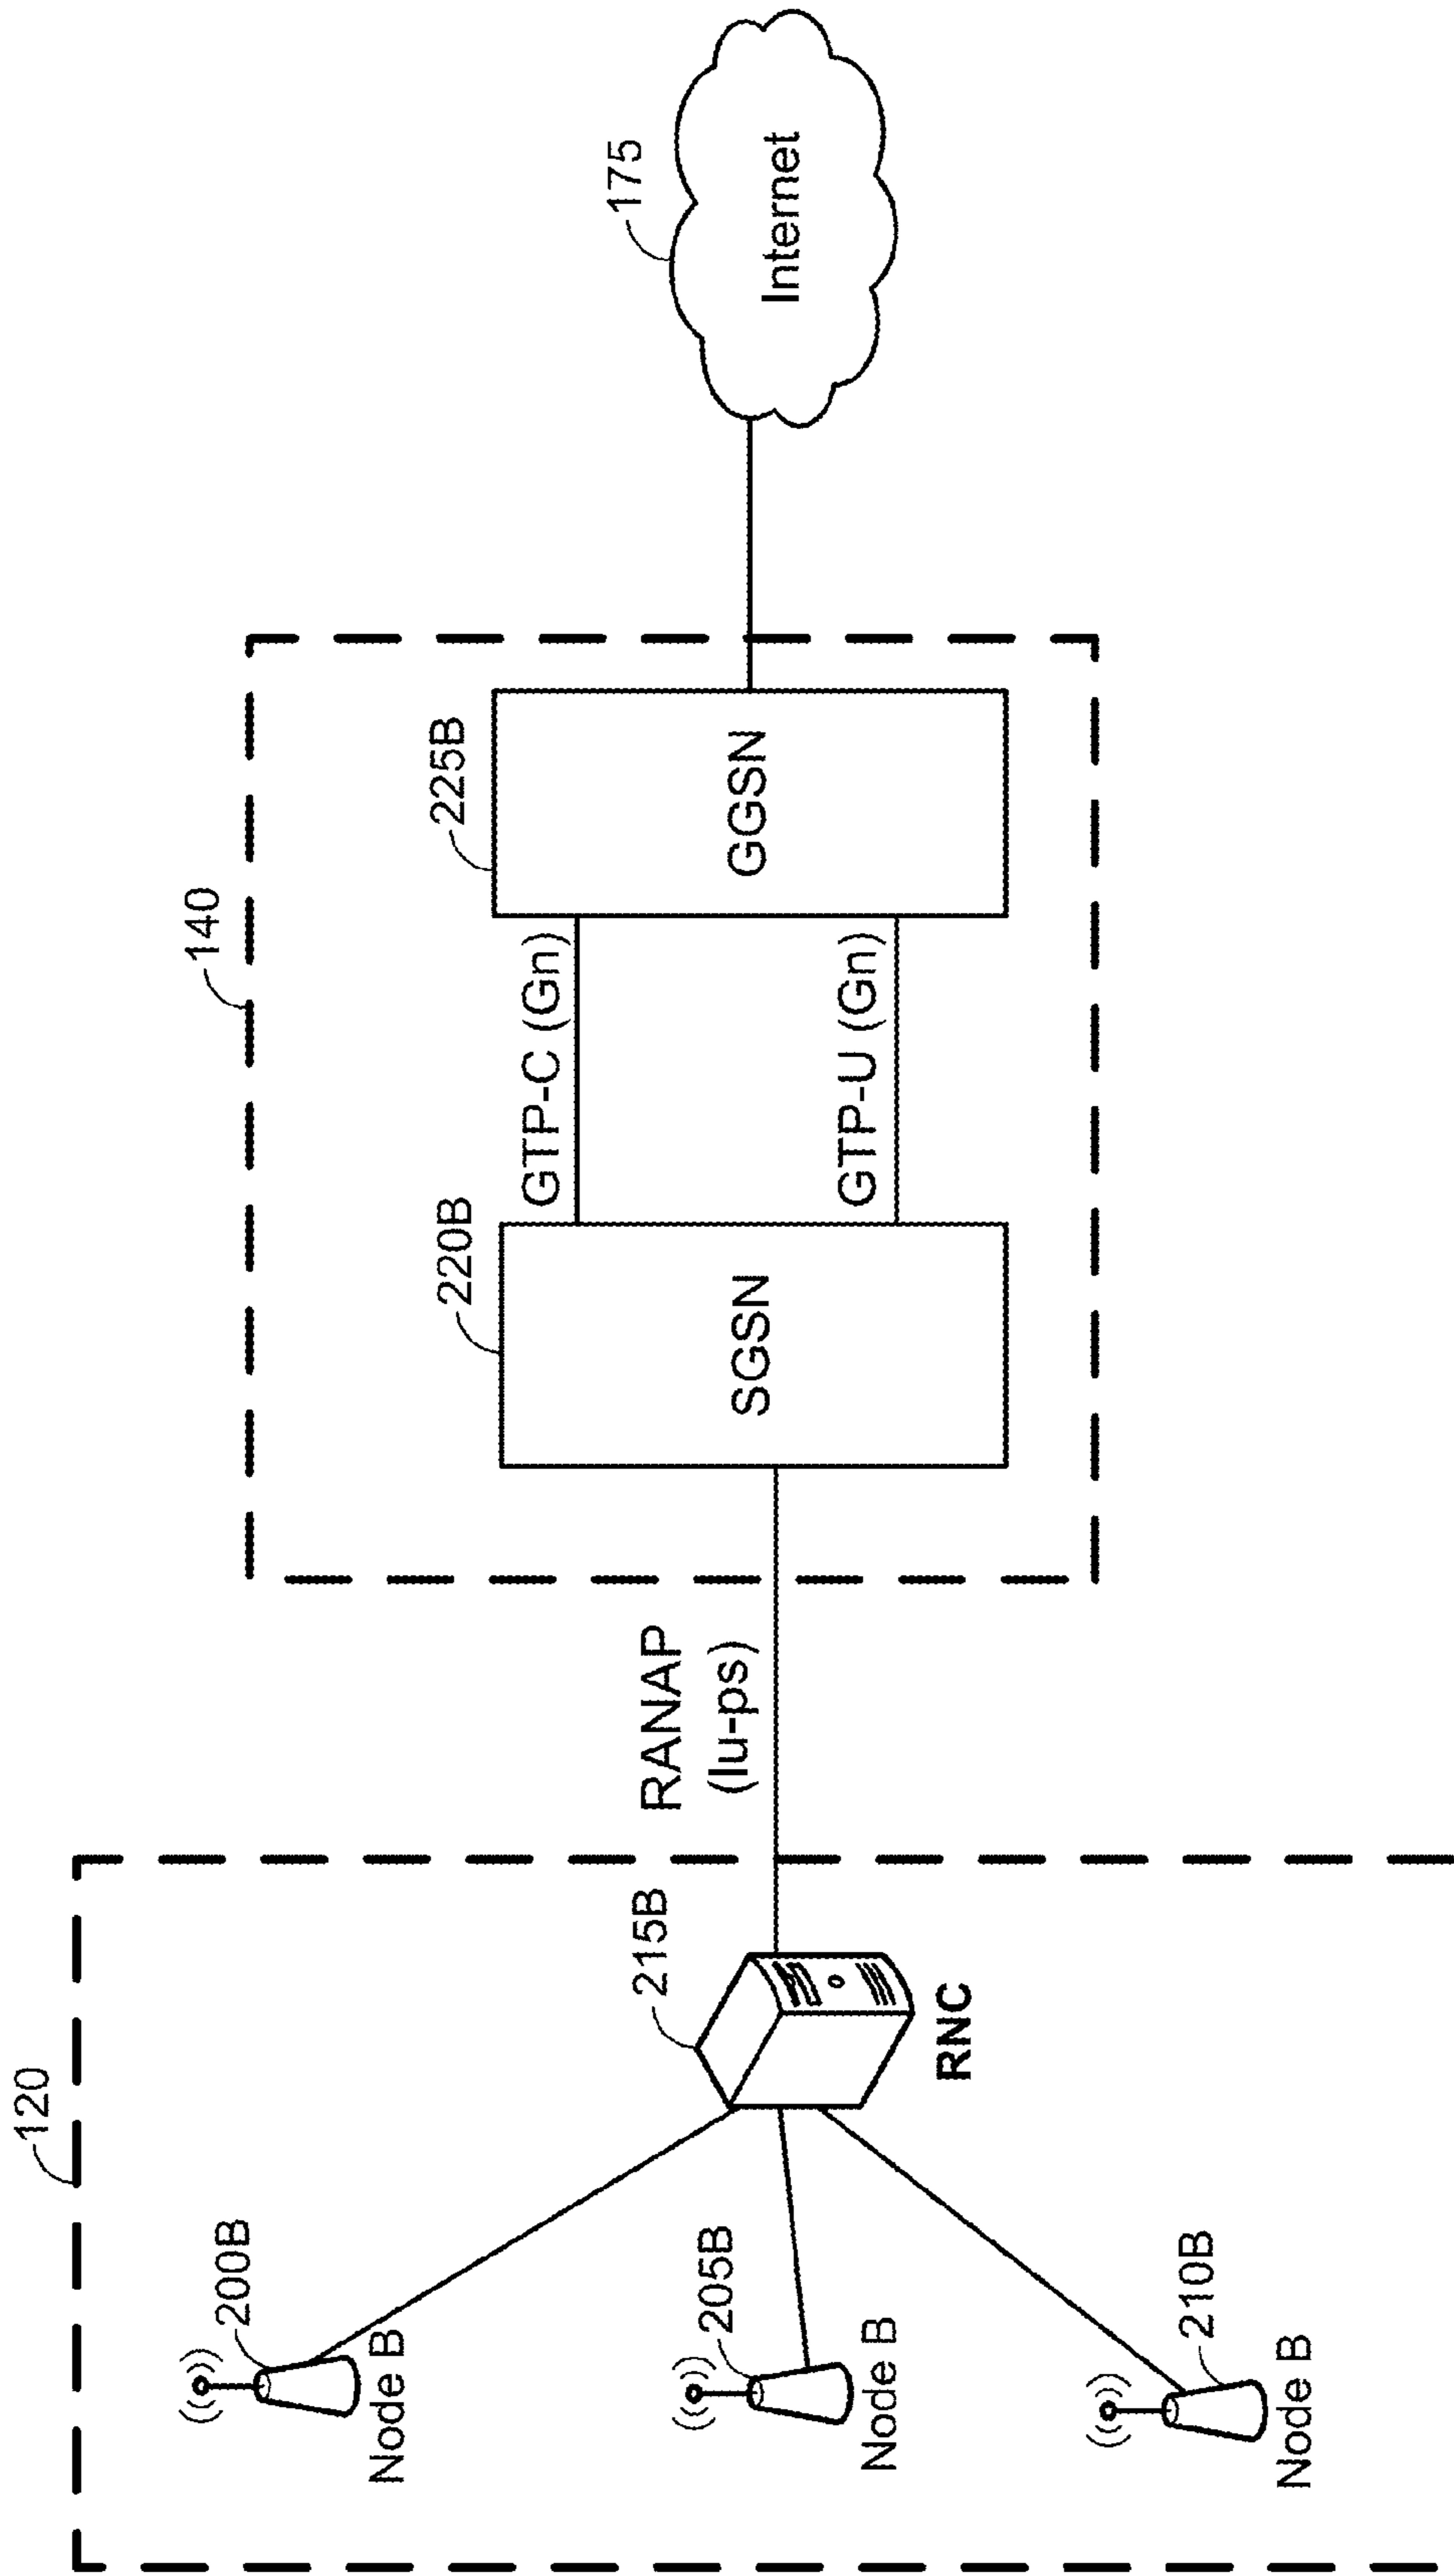 120
200B
Node B
205B
Node B
210B
Node B
215B
RNC
RANAP
(Iu-ps)
140
220B
SGSN
GTP-C (Gn)
GTP-U (Gn)
225B
GGSN
175
Internet